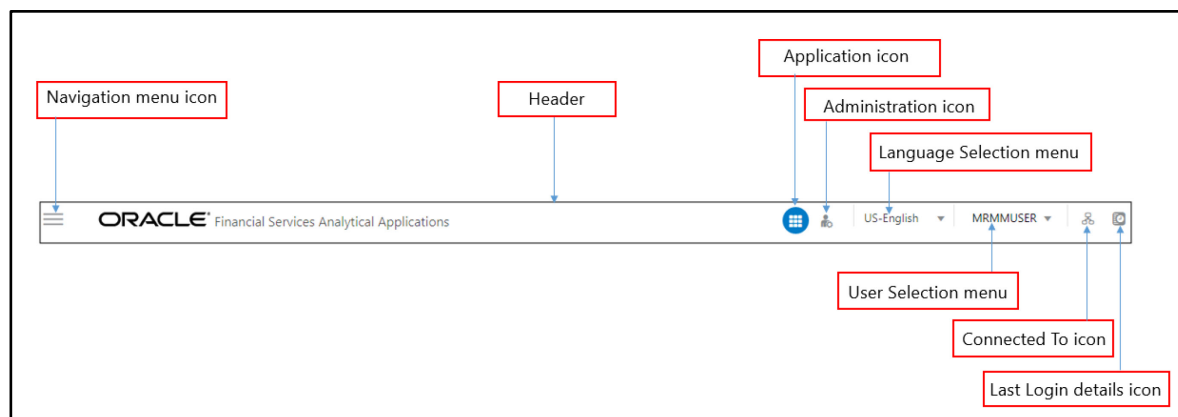 Application icon
Navigation menu icon
Header
Administration icon
Language Selection menu
ORACLE® Financial Services Analytical Applications
US-English
MRMMUSER
User Selection menu
Connected To icon
Last Login details icon